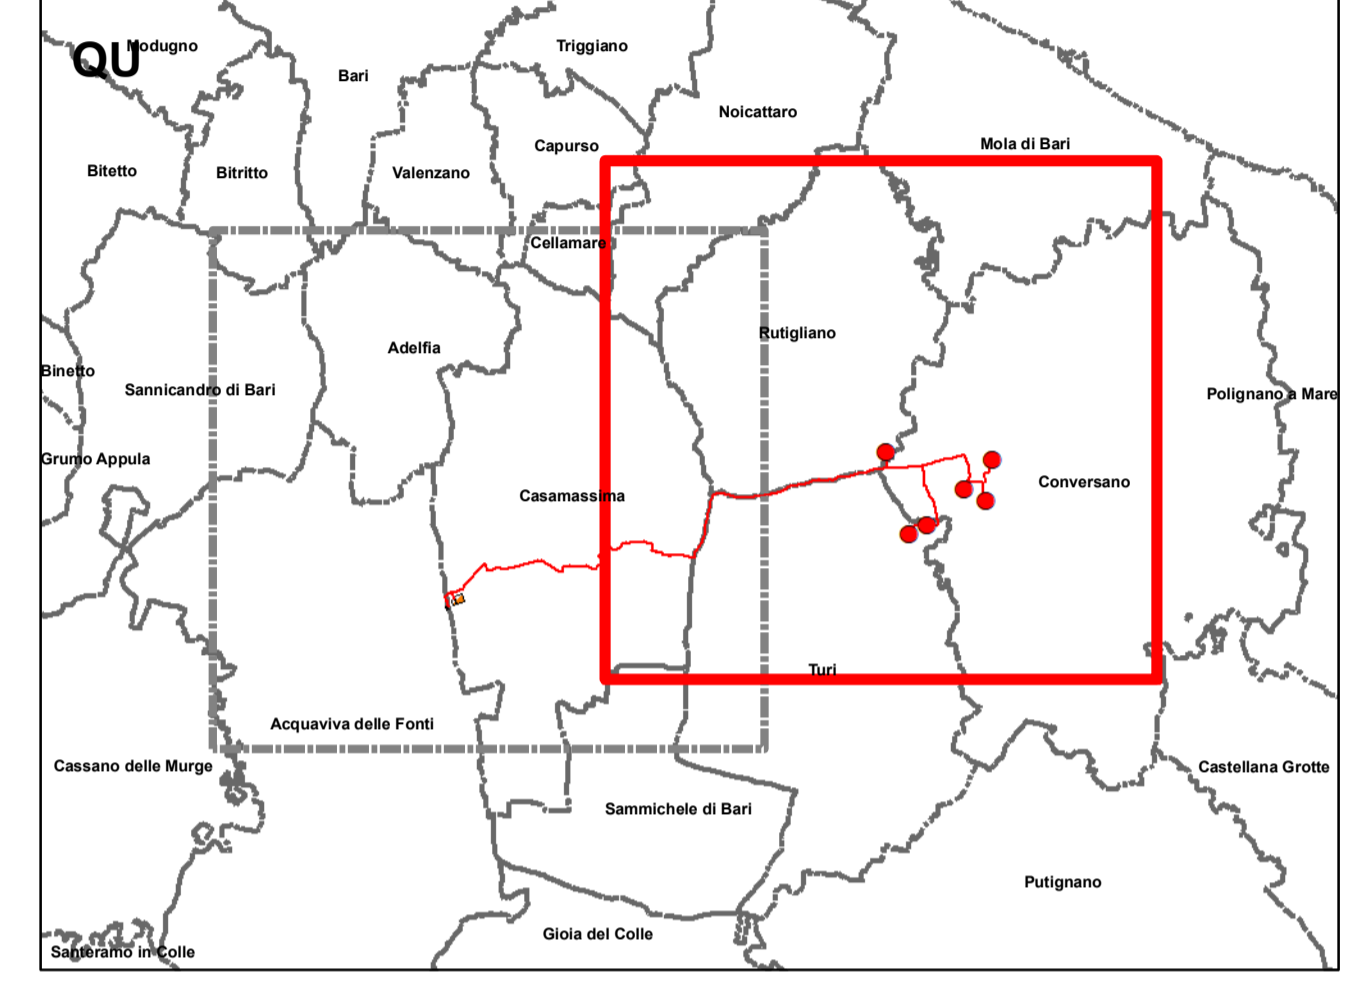 QU
Modugno
Triggiano
Bari
Noicattaro
Mola di Bari
Capurso
Bitetto
Bitritto
Valenzano
Cellamare
Rutigliano
Adelfia
Binetto
Sannicandro di Bari
Polignano a Mare
Grumo Appula
Conversano
Casamassima
Turi
Acquaviva delle Fonti
Cassano delle Murge
Castellana Grotte
Sammichele di Bari
Putignano
Gioia del Colle
Santeramo in Colle